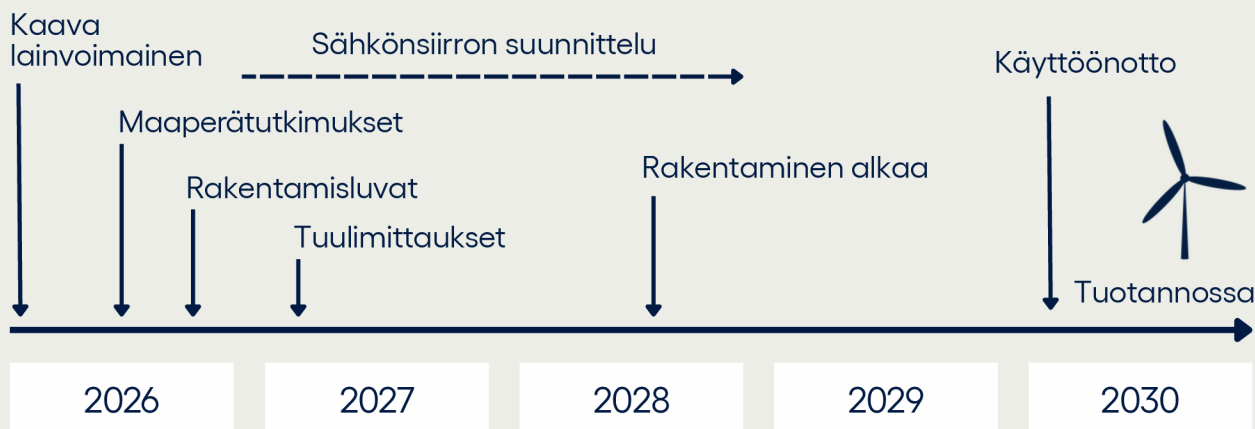 Kaava
lainvoimainen
Sähkönsiirron suunnittelu
Käyttöönotto
Maaperätutkimukset
Rakentaminen alkaa
Rakentamisluvat
Tuulimittaukset
Tuotannossa
2026
2027
2028
2029
2030